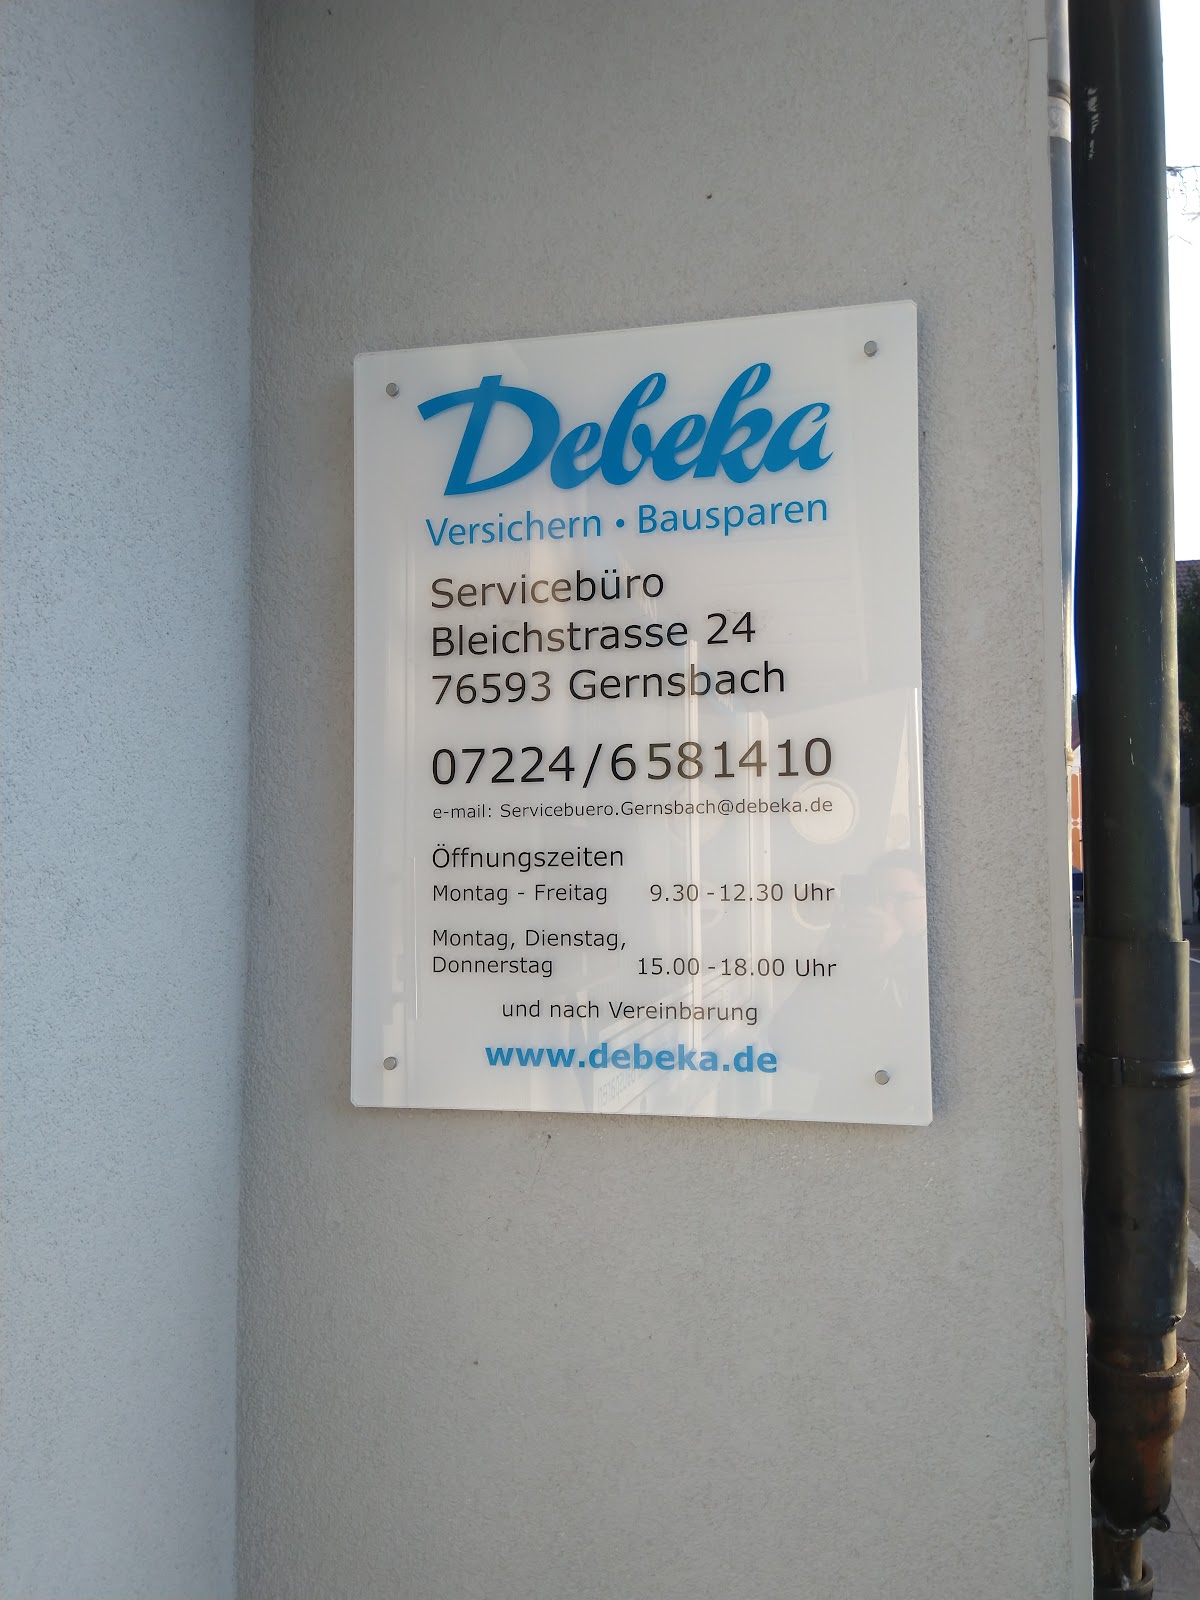 Debeka
Versichern • Bausparen
Servicebüro
Bleichstrasse 24
76593 Gernsbach
07224/6581410
e-mail: Servicebuero.Gernsbach@debeka.de
Öffnungszeiten
Montag - Freitag 9.30 - 12.30 Uhr
Montag, Dienstag,
Donnerstag 15.00 - 18.00 Uhr
und nach Vereinbarung
www.debeka.de